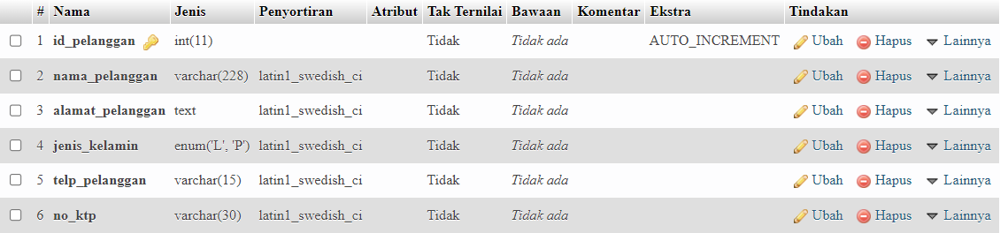 # Nama Jenis Penyortiran Atribut Tak Ternilai Bawaan Komentar Ekstra Tindakan
1 id_pelanggan int(11) Tidak Tidak ada AUTO_INCREMENT Ubah Hapus Lainnya
2 nama_pelanggan varchar(228) latin1_swedish_ci Tidak Tidak ada Ubah Hapus Lainnya
3 alamat_pelanggan text latin1_swedish_ci Tidak Tidak ada Ubah Hapus Lainnya
4 jenis_kelamin enum('L', 'P') latin1_swedish_ci Tidak Tidak ada Ubah Hapus Lainnya
5 telp_pelanggan varchar(15) latin1_swedish_ci Tidak Tidak ada Ubah Hapus Lainnya
6 no_ktp varchar(30) latin1_swedish_ci Tidak Tidak ada Ubah Hapus Lainnya